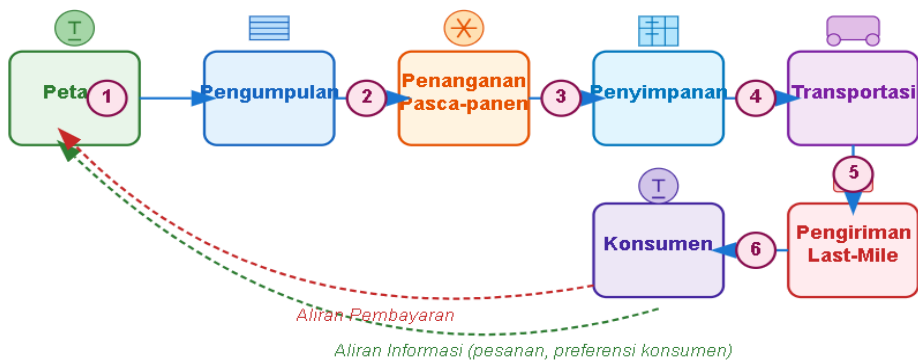 T
Peta
1
Pengumpulan
2
Penanganan
Pasca-panen
3
Penyimpanan
4
Transportasi
5
T
Konsumen
6
Pengiriman
Last-Mile
Aliran Pembayaran
Aliran Informasi (pesanan, preferensi konsumen)